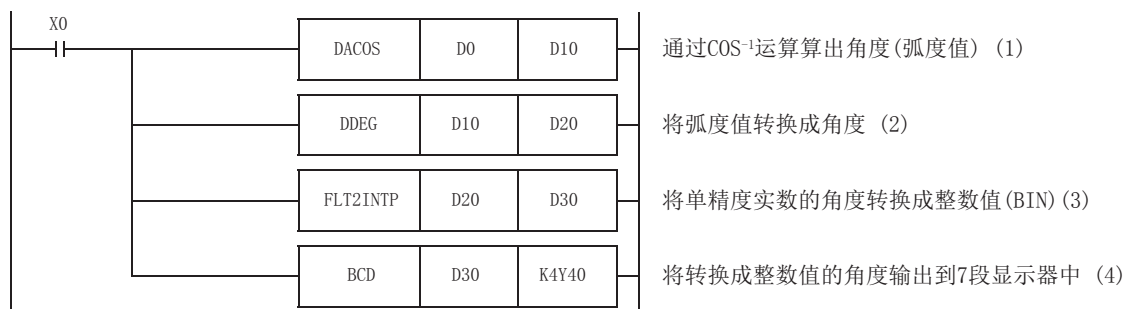 X0
DACOS D0 D10 通过COS⁻¹运算算出角度(弧度值) (1)
DDEG D10 D20 将弧度值转换成角度 (2)
FLT2INTP D20 D30 将单精度实数的角度转换成整数值(BIN)(3)
BCD D30 K4Y40 将转换成整数值的角度输出到7段显示器中 (4)